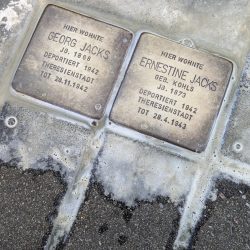 HIER WOHNTE
GEORG JACKS
JG. 1868
DEPORTIERT 1942
THERESIENSTADT
TOT 28.11.1942
HIER WOHNTE
ERNESTINE JACKS
GEB. KOHLS
JG. 1873
DEPORTIERT 1942
THERESIENSTADT
TOT 28.4.1943